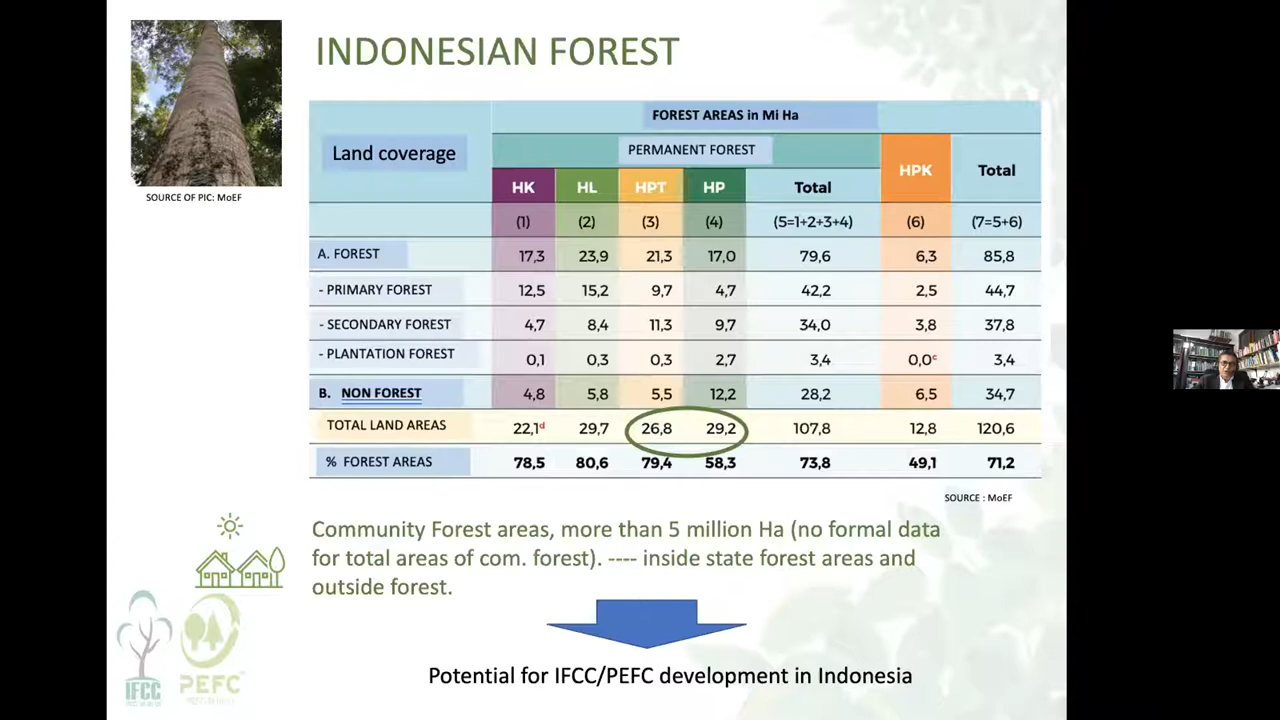 INDONESIAN FOREST
SOURCE OF PIC: MoEF
Land coverage
FOREST AREAS in Mi Ha
PERMANENT FOREST
HPK
Total
HK HL HPT HP Total
(1) (2) (3) (4) (5=1+2+3+4) (6) (7=5+6)
A. FOREST 17,3 23,9 21,3 17,0 79,6 6,3 85,8
- PRIMARY FOREST 12,5 15,2 9,7 4,7 42,2 2,5 44,7
- SECONDARY FOREST 4,7 8,4 11,3 9,7 34,0 3,8 37,8
- PLANTATION FOREST 0,1 0,3 0,3 2,7 3,4 0,0c 3,4
B. NON FOREST 4,8 5,8 5,5 12,2 28,2 6,5 34,7
TOTAL LAND AREAS 22,1d 29,7 26,8 29,2 107,8 12,8 120,6
% FOREST AREAS 78,5 80,6 79,4 58,3 73,8 49,1 71,2
SOURCE : MoEF
Community Forest areas, more than 5 million Ha (no formal data
for total areas of com. forest). ---- inside state forest areas and
outside forest.
IFCC
PEFC
Potential for IFCC/PEFC development in Indonesia